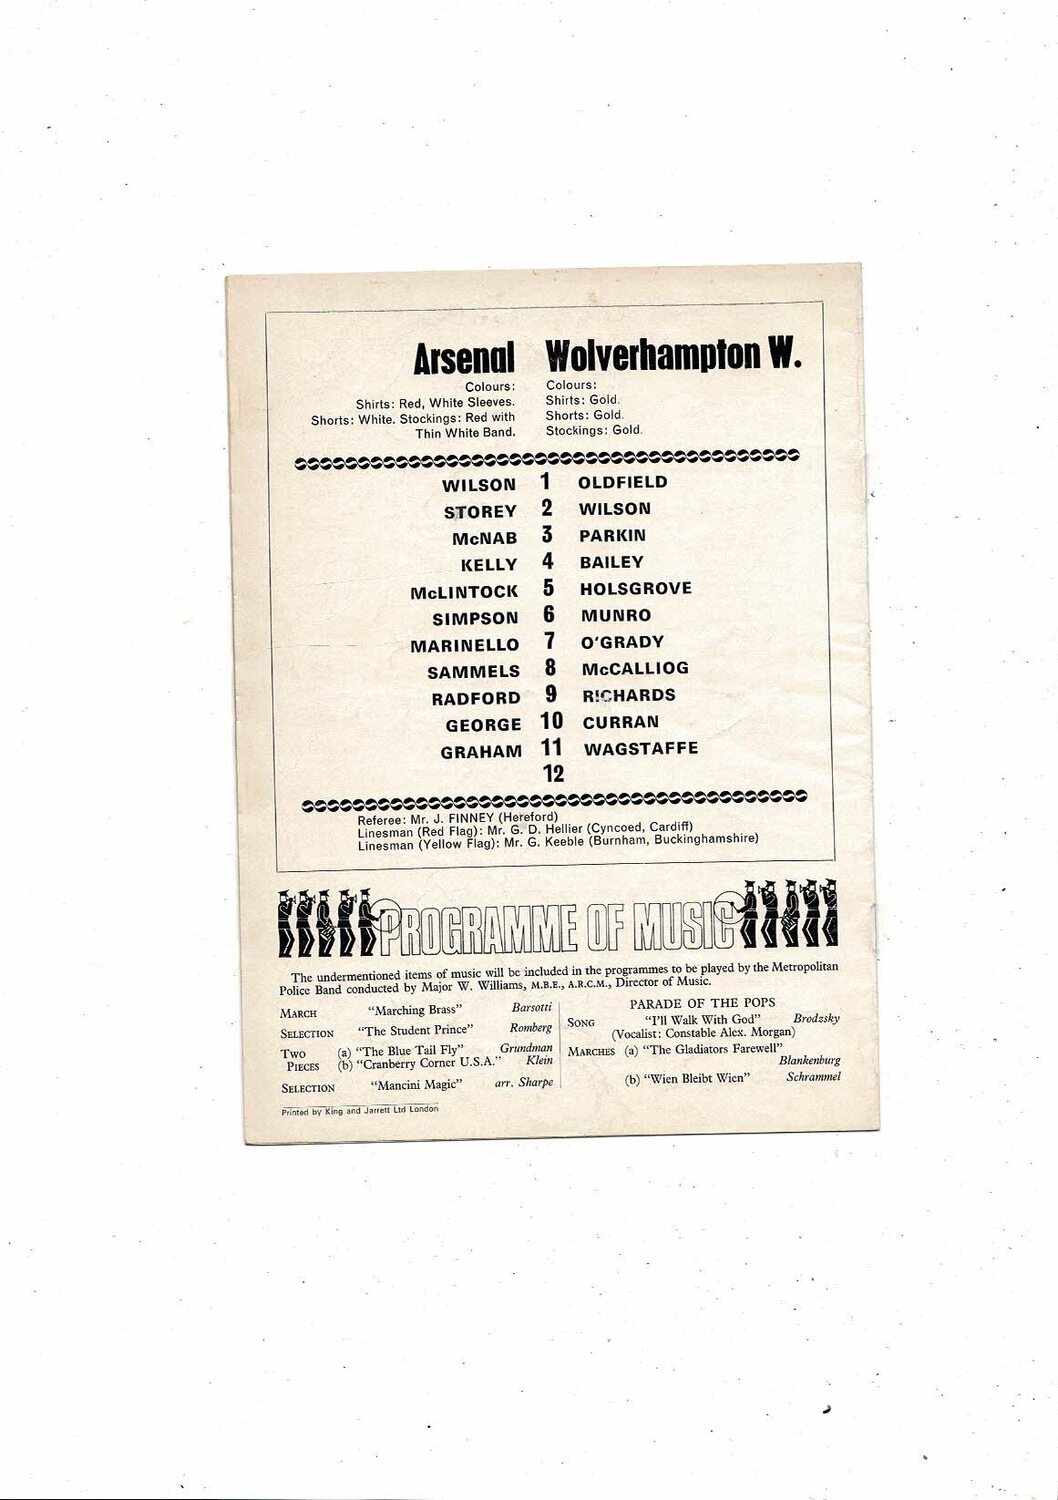 Arsenal Wolverhampton W.
Colours: Colours:
Shirts: Red, White Sleeves. Shirts: Gold.
Shorts: White. Stockings: Red with Shorts: Gold.
Thin White Band. Stockings: Gold.
WILSON 1 OLDFIELD
STOREY 2 WILSON
McNAB 3 PARKIN
KELLY 4 BAILEY
McLINTOCK 5 HOLSGROVE
SIMPSON 6 MUNRO
MARINELLO 7 O'GRADY
SAMMELS 8 McCALLIOG
RADFORD 9 RICHARDS
GEORGE 10 CURRAN
GRAHAM 11 WAGSTAFFE
12
Referee: Mr. J. FINNEY (Hereford)
Linesman (Red Flag): Mr. G. D. Hellier (Cyncoed, Cardiff)
Linesman (Yellow Flag): Mr. G. Keeble (Burnham, Buckinghamshire)
PROGRAMME OF MUSIC
The undermentioned items of music will be included in the programmes to be played by the Metropolitan
Police Band conducted by Major W. Williams, M.B.E., A.R.C.M., Director of Music.
MARCH "Marching Brass" Barsotti
SELECTION "The Student Prince" Romberg
TWO (a) "The Blue Tail Fly" Grundman
PIECES (b) "Cranberry Corner U.S.A." Klein
SELECTION "Mancini Magic" arr. Sharpe
PARADE OF THE POPS
SONG "I'll Walk With God" Brodzsky
(Vocalist: Constable Alex. Morgan)
MARCHES (a) "The Gladiators Farewell"
Blankenburg
(b) "Wien Bleibt Wien" Schrammel
Printed by King and Jarrett Ltd London